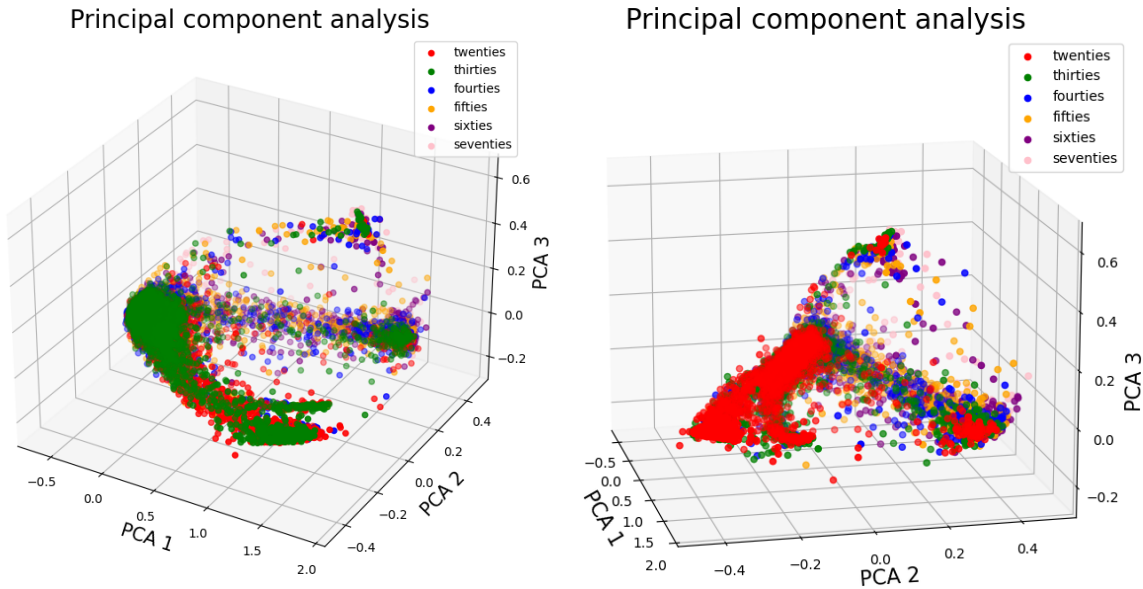 Principal component analysis
twenties
thirties
fourties
fifties
sixties
seventies
0.6
0.4
0.2
0.0
−0.2
PCA 3
0.4
0.2
0.0
−0.2
−0.4
PCA 2
−0.5
0.0
0.5
1.0
1.5
2.0
PCA 1
Principal component analysis
twenties
thirties
fourties
fifties
sixties
seventies
0.6
0.4
0.2
0.0
−0.2
PCA 3
−0.5
0.0
0.5
1.0
1.5
2.0
PCA 1
−0.4
−0.2
0.0
0.2
0.4
PCA 2